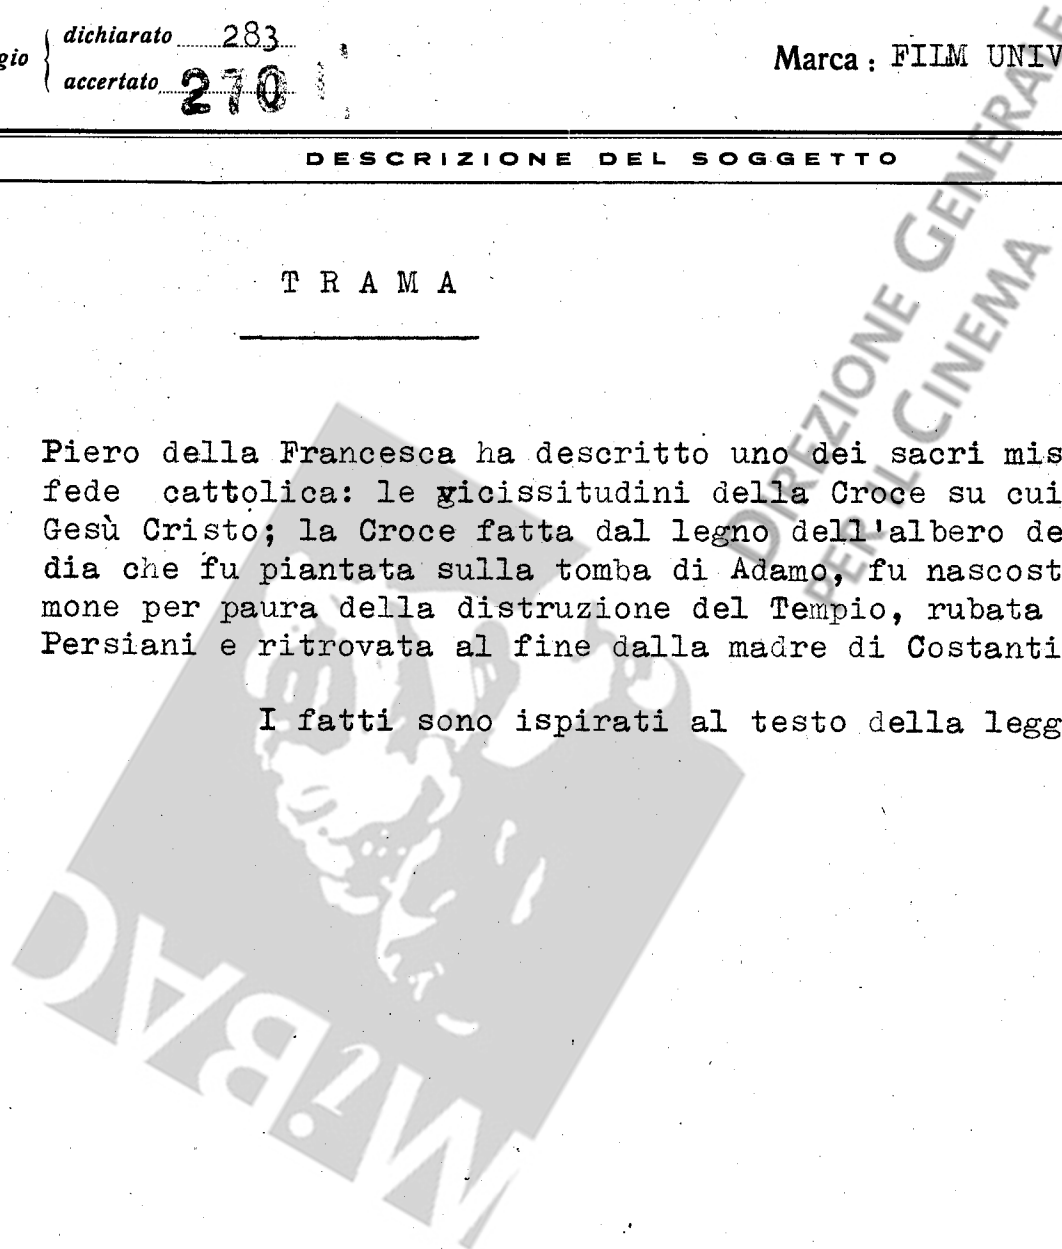 gio { dichiarato 283
accertato 270
Marca : FILM UNIV
DESCRIZIONE DEL SOGGETTO
T R A M A
Piero della Francesca ha descritto uno dei sacri mis
fede cattolica: le vicissitudini della Croce su cui
Gesù Cristo; la Croce fatta dal legno dell'albero de
dia che fu piantata sulla tomba di Adamo, fu nascost
mone per paura della distruzione del Tempio, rubata
Persiani e ritrovata al fine dalla madre di Costanti
I fatti sono ispirati al testo della legg
DIREZIONE GENERALE
PER IL CINEMA
MiBAC